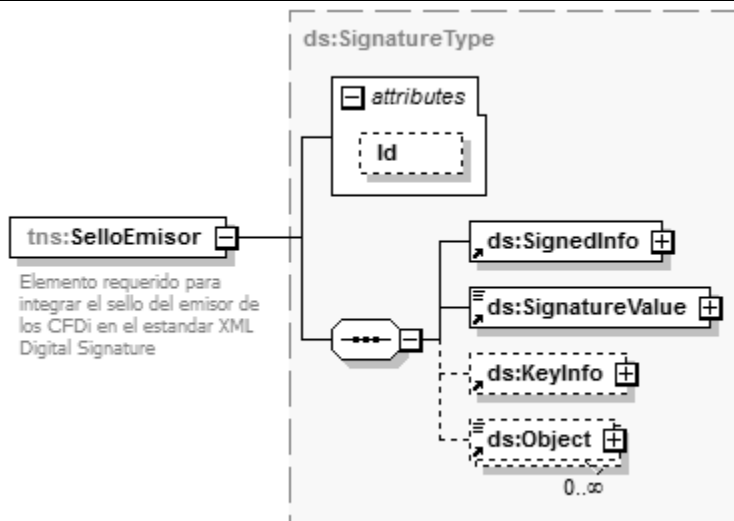 ds:SignatureType
attributes
Id
tns:SelloEmisor
Elemento requerido para
integrar el sello del emisor de
los CFDi en el estandar XML
Digital Signature
ds:SignedInfo
ds:SignatureValue
ds:KeyInfo
ds:Object
0..∞